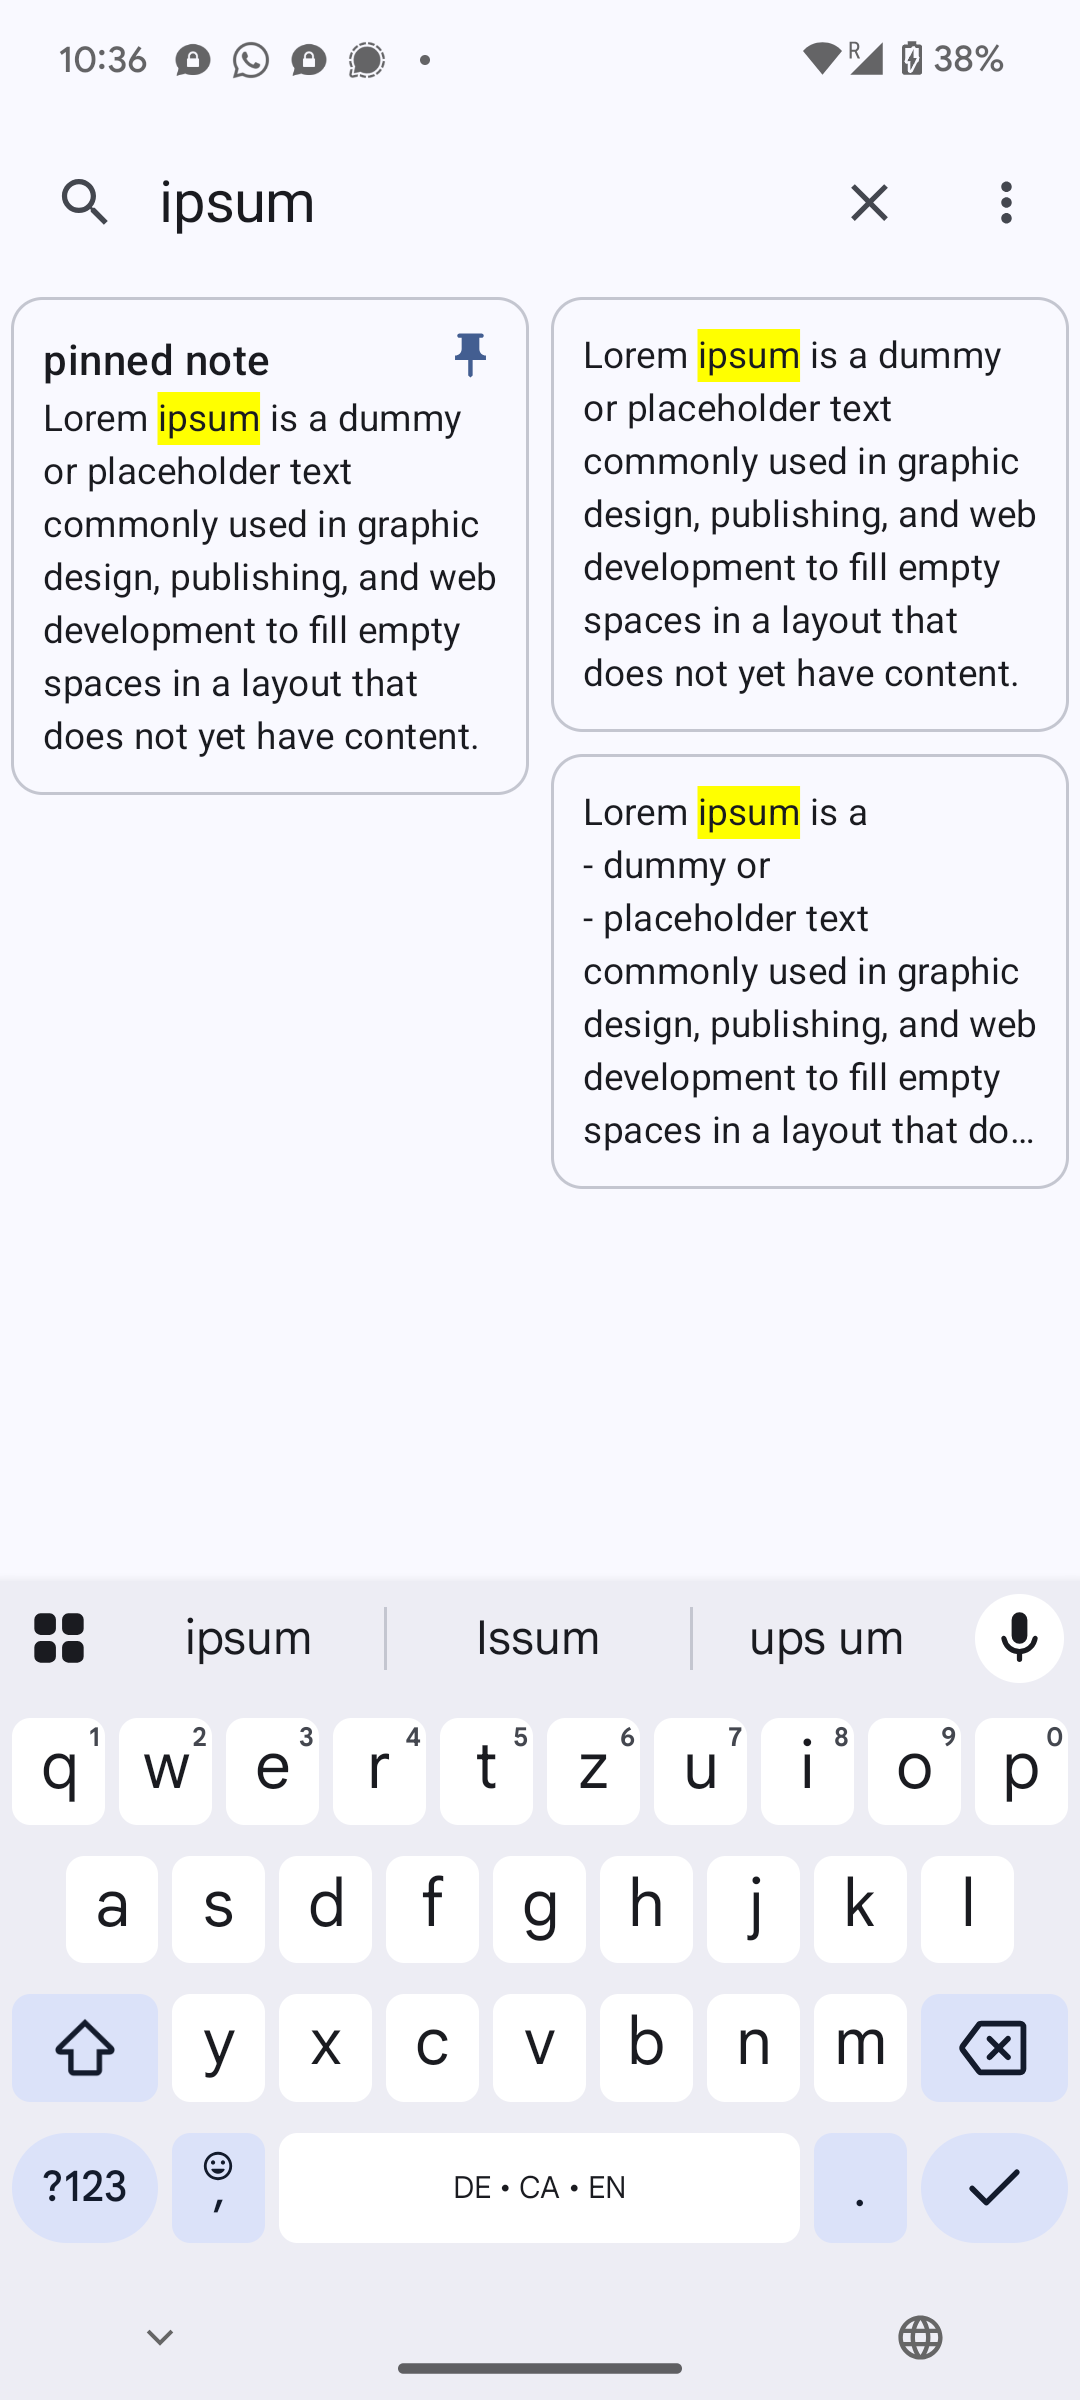 10:36
R
38%
ipsum
pinned note
Lorem ipsum is a dummy
or placeholder text
commonly used in graphic
design, publishing, and web
development to fill empty
spaces in a layout that
does not yet have content.
Lorem ipsum is a dummy
or placeholder text
commonly used in graphic
design, publishing, and web
development to fill empty
spaces in a layout that
does not yet have content.
Lorem ipsum is a
- dummy or
- placeholder text
commonly used in graphic
design, publishing, and web
development to fill empty
spaces in a layout that do...
ipsum Issum ups um
q1 w2 e3 r4 t5 z6 u7 i8 o9 p0
a s d f g h j k l
y x c v b n m
?123 , DE • CA • EN .